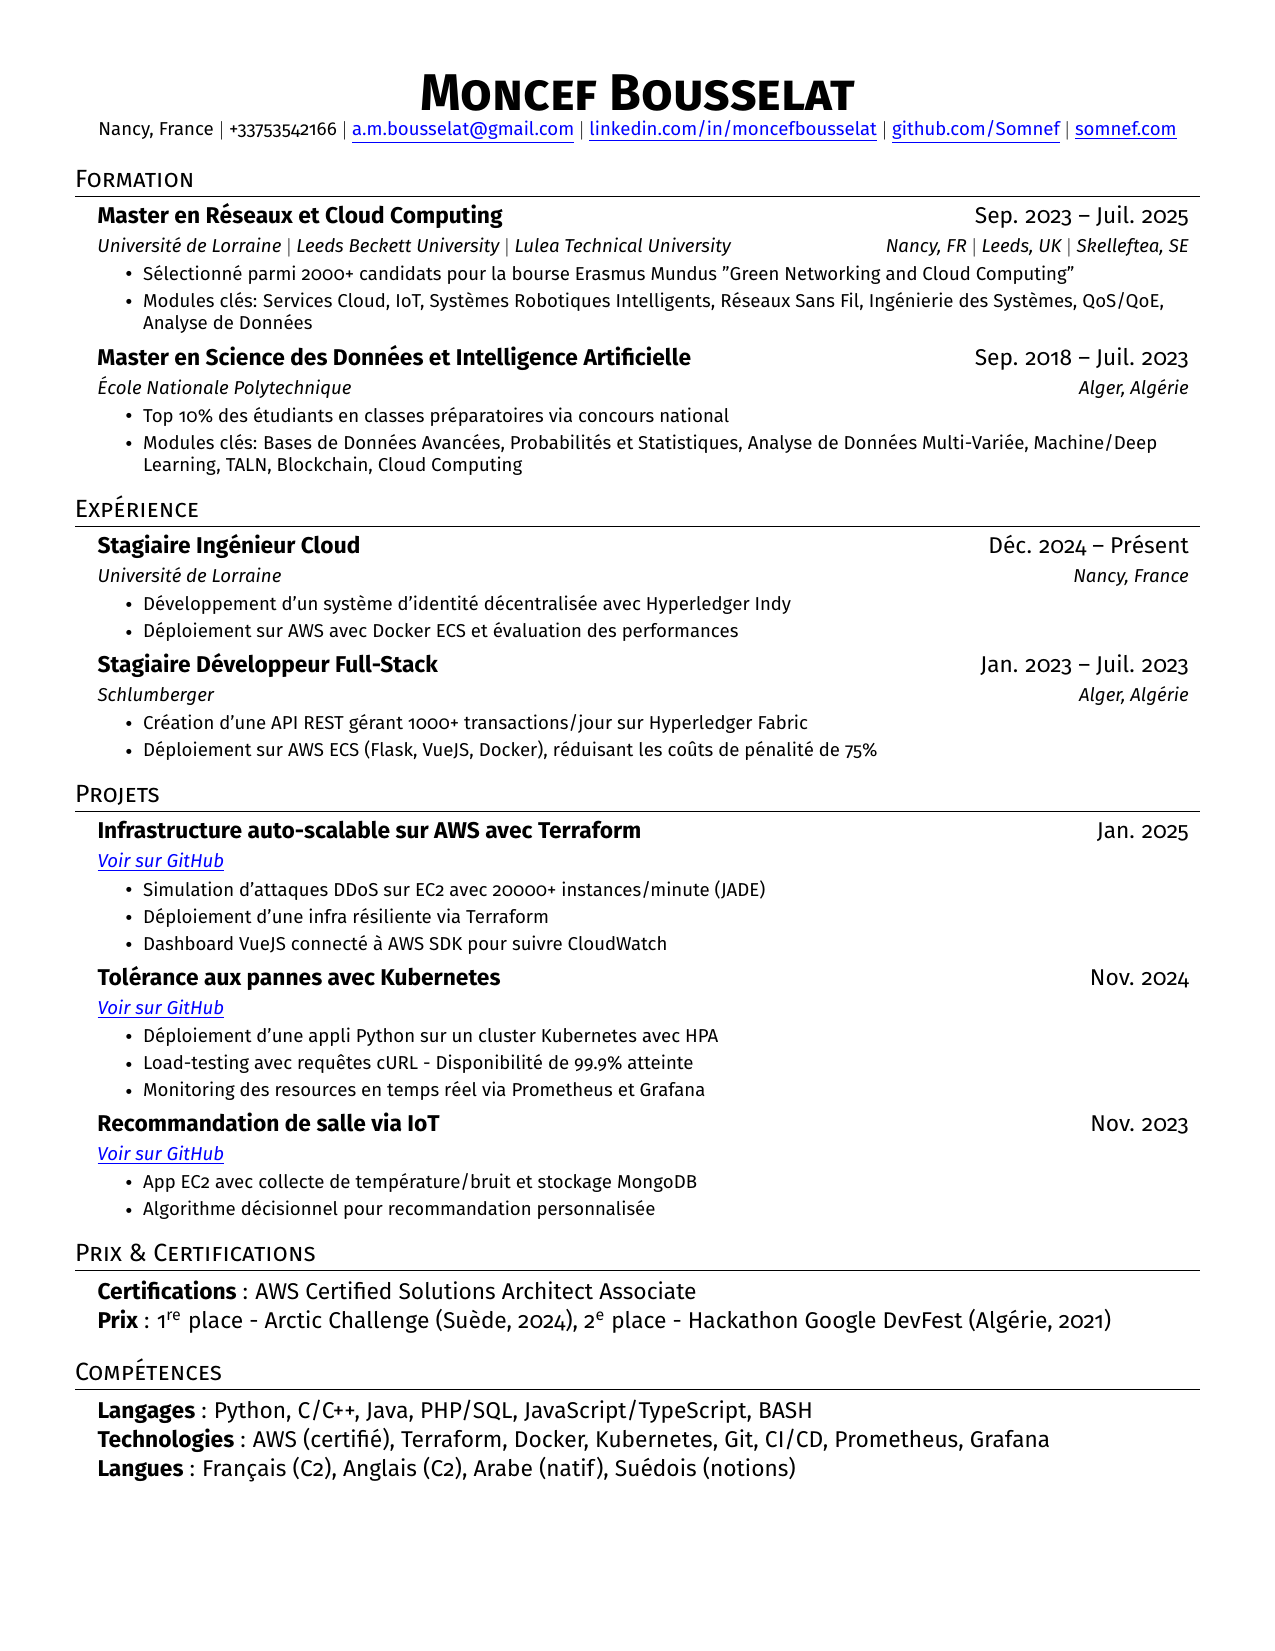 Moncef Bousselat
Nancy, France | +33753542166 | a.m.bousselat@gmail.com | linkedin.com/in/moncefbousselat | github.com/Somnef | somnef.com
Formation
Master en Réseaux et Cloud Computing Sep. 2023 – Juil. 2025
Université de Lorraine | Leeds Beckett University | Lulea Technical University Nancy, FR | Leeds, UK | Skelleftea, SE
• Sélectionné parmi 2000+ candidats pour la bourse Erasmus Mundus ”Green Networking and Cloud Computing”
• Modules clés: Services Cloud, IoT, Systèmes Robotiques Intelligents, Réseaux Sans Fil, Ingénierie des Systèmes, QoS/QoE,
Analyse de Données
Master en Science des Données et Intelligence Artificielle Sep. 2018 – Juil. 2023
École Nationale Polytechnique Alger, Algérie
• Top 10% des étudiants en classes préparatoires via concours national
• Modules clés: Bases de Données Avancées, Probabilités et Statistiques, Analyse de Données Multi-Variée, Machine/Deep
Learning, TALN, Blockchain, Cloud Computing
Expérience
Stagiaire Ingénieur Cloud Déc. 2024 – Présent
Université de Lorraine Nancy, France
• Développement d’un système d’identité décentralisée avec Hyperledger Indy
• Déploiement sur AWS avec Docker ECS et évaluation des performances
Stagiaire Développeur Full-Stack Jan. 2023 – Juil. 2023
Schlumberger Alger, Algérie
• Création d’une API REST gérant 1000+ transactions/jour sur Hyperledger Fabric
• Déploiement sur AWS ECS (Flask, VueJS, Docker), réduisant les coûts de pénalité de 75%
Projets
Infrastructure auto-scalable sur AWS avec Terraform Jan. 2025
Voir sur GitHub
• Simulation d’attaques DDoS sur EC2 avec 20000+ instances/minute (JADE)
• Déploiement d’une infra résiliente via Terraform
• Dashboard VueJS connecté à AWS SDK pour suivre CloudWatch
Tolérance aux pannes avec Kubernetes Nov. 2024
Voir sur GitHub
• Déploiement d’une appli Python sur un cluster Kubernetes avec HPA
• Load-testing avec requêtes cURL - Disponibilité de 99.9% atteinte
• Monitoring des resources en temps réel via Prometheus et Grafana
Recommandation de salle via IoT Nov. 2023
Voir sur GitHub
• App EC2 avec collecte de température/bruit et stockage MongoDB
• Algorithme décisionnel pour recommandation personnalisée
Prix & Certifications
Certifications : AWS Certified Solutions Architect Associate
Prix : 1re place - Arctic Challenge (Suède, 2024), 2e place - Hackathon Google DevFest (Algérie, 2021)
Compétences
Langages : Python, C/C++, Java, PHP/SQL, JavaScript/TypeScript, BASH
Technologies : AWS (certifié), Terraform, Docker, Kubernetes, Git, CI/CD, Prometheus, Grafana
Langues : Français (C2), Anglais (C2), Arabe (natif), Suédois (notions)